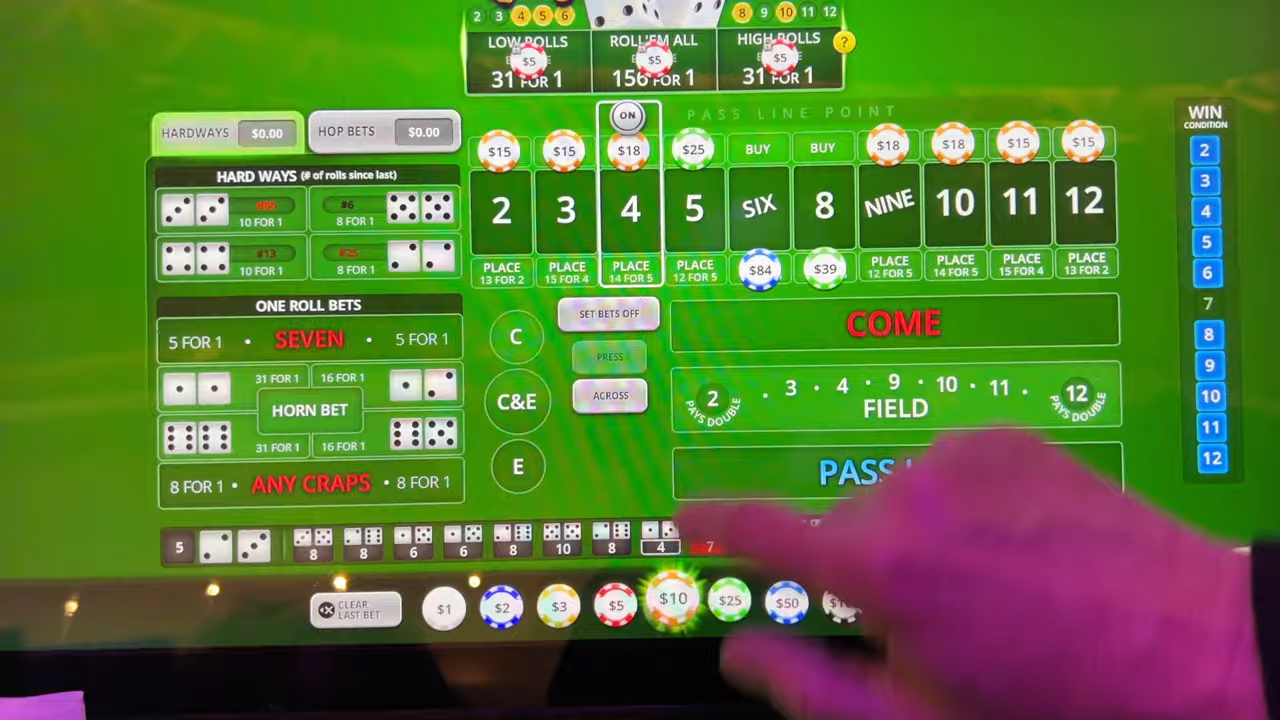 2 3 4 5 6
8 9 10 11 12
LOW ROLLS
ROLL'EM ALL
HIGH ROLLS
?
$5
$5
$5
31 FOR 1
156 FOR 1
31 FOR 1
HARDWAYS $0.00
HOP BETS $0.00
ON
PASS LINE POINT
WIN
CONDITION
2
3
4
5
6
7
8
9
10
11
12
$15
$15
$18
$25
BUY
BUY
$18
$18
$15
$15
2
3
4
5
SIX
8
NINE
10
11
12
PLACE
13 FOR 2
PLACE
15 FOR 4
PLACE
14 FOR 5
PLACE
12 FOR 5
$84
$39
PLACE
12 FOR 5
PLACE
14 FOR 5
PLACE
15 FOR 4
PLACE
13 FOR 2
HARD WAYS (# of rolls since last)
10 FOR 1
#6
8 FOR 1
#13
10 FOR 1
#25
8 FOR 1
ONE ROLL BETS
5 FOR 1 • SEVEN • 5 FOR 1
31 FOR 1
16 FOR 1
HORN BET
31 FOR 1
16 FOR 1
8 FOR 1 • ANY CRAPS • 8 FOR 1
SET BETS OFF
PRESS
ACROSS
C
C&E
E
COME
2
PAYS DOUBLE
· 3 · 4 · 9 · 10 · 11 ·
12
PAYS DOUBLE
FIELD
PASS
5
8
8
6
6
8
10
8
4
7
CLEAR
LAST BET
$1
$2
$3
$5
$10
$25
$50